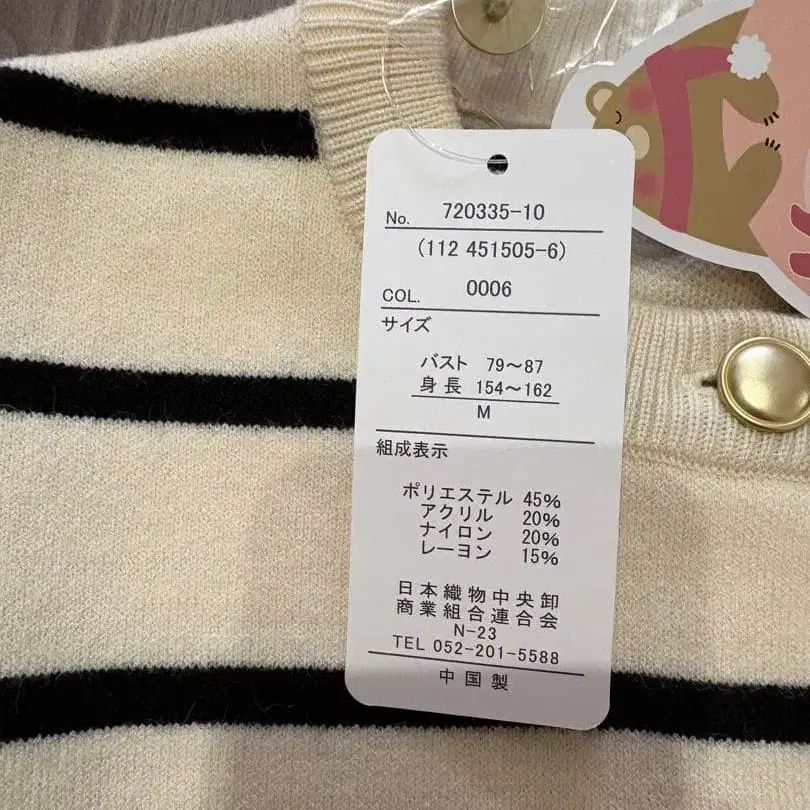 No. 720335-10
(112 451505-6)
COL. 0006
サイズ
バスト 79～87
身長 154～162
M
組成表示
ポリエステル 45%
アクリル 20%
ナイロン 20%
レーヨン 15%
日本織物中央卸
商業組合連合会
N-23
TEL 052-201-5588
中国製